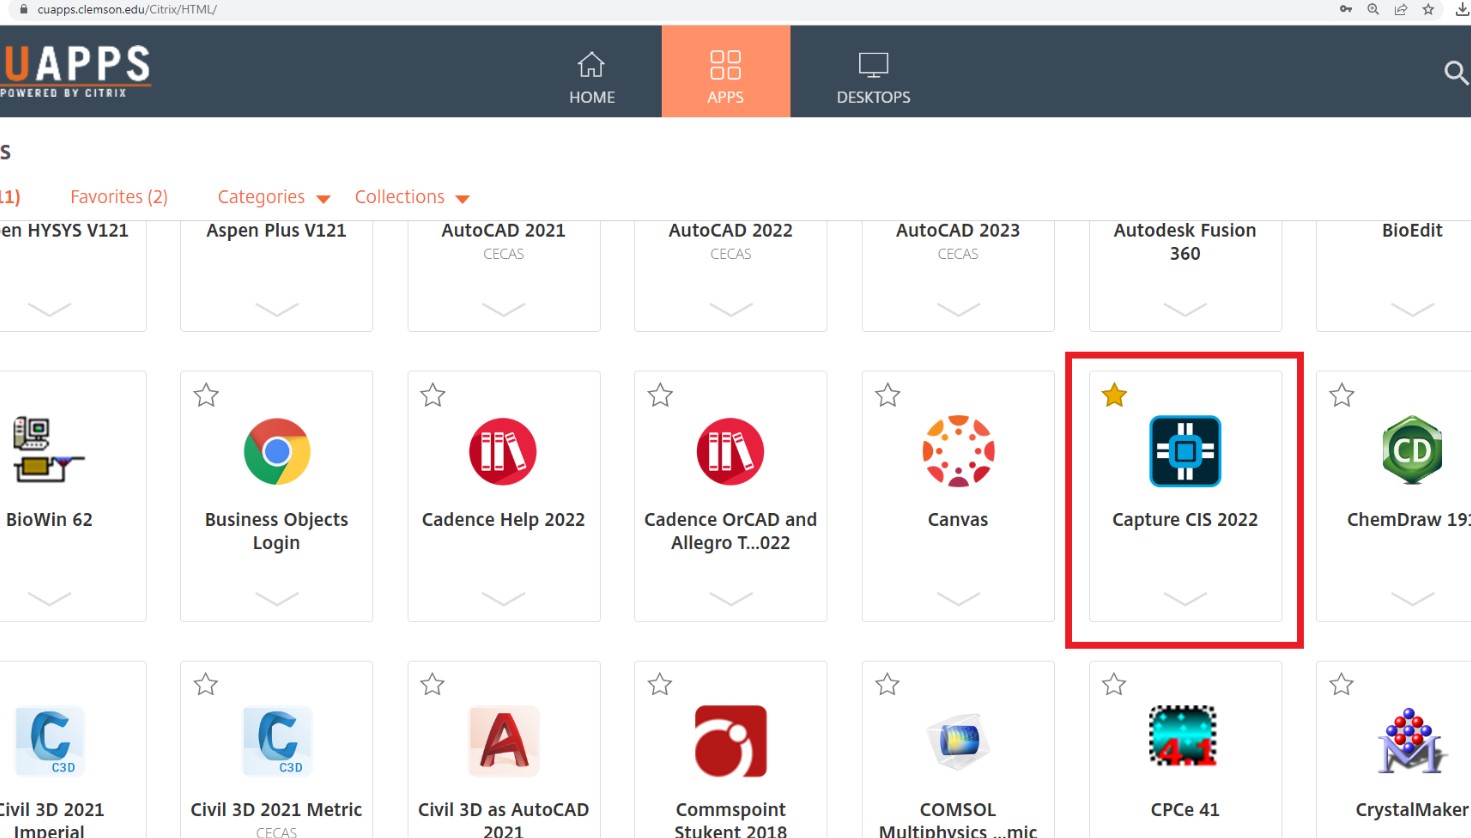 cuapps.clemson.edu/Citrix/HTML/
UAPPS
POWERED BY CITRIX
HOME
APPS
DESKTOPS
s
11)
Favorites (2)
Categories
Collections
en HYSYS V121
Aspen Plus V121
AutoCAD 2021
CECAS
AutoCAD 2022
CECAS
AutoCAD 2023
CECAS
Autodesk Fusion
360
BioEdit
BioWin 62
Business Objects
Login
Cadence Help 2022
Cadence OrCAD and
Allegro T...022
Canvas
Capture CIS 2022
CD
ChemDraw 191
C
C3D
Civil 3D 2021
Imperial
C
C3D
Civil 3D 2021 Metric
CECAS
A
Civil 3D as AutoCAD
2021
Commspoint
Stukent 2018
COMSOL
Multiphysics ...mic
4.1
CPCe 41
M
CrystalMaker